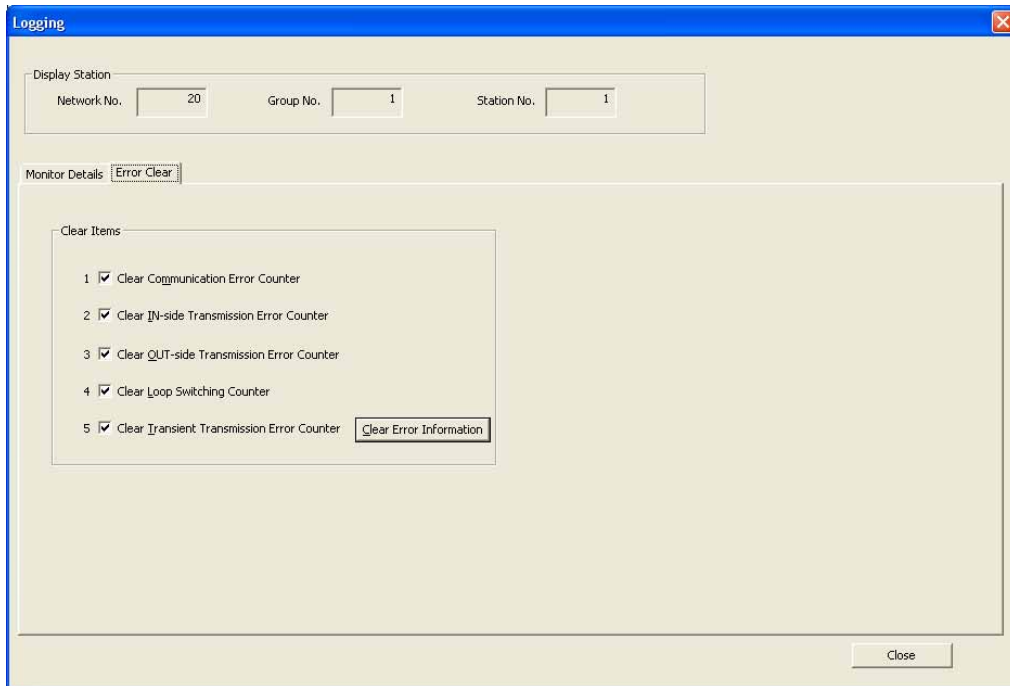 Logging
Display Station
Network No. 20 Group No. 1 Station No. 1
Monitor Details Error Clear
Clear Items
1 Clear Communication Error Counter
2 Clear IN-side Transmission Error Counter
3 Clear OUT-side Transmission Error Counter
4 Clear Loop Switching Counter
5 Clear Transient Transmission Error Counter Clear Error Information
Close